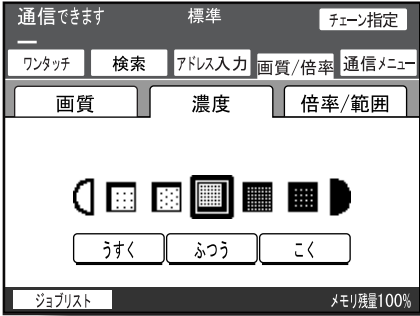 通信できます 標準 チェーン指定
ワンタッチ 検索 アドレス入力 画質/倍率 通信メニュー
画質 濃度 倍率/範囲
うすく ふつう こく
ジョブリスト メモリ残量100%